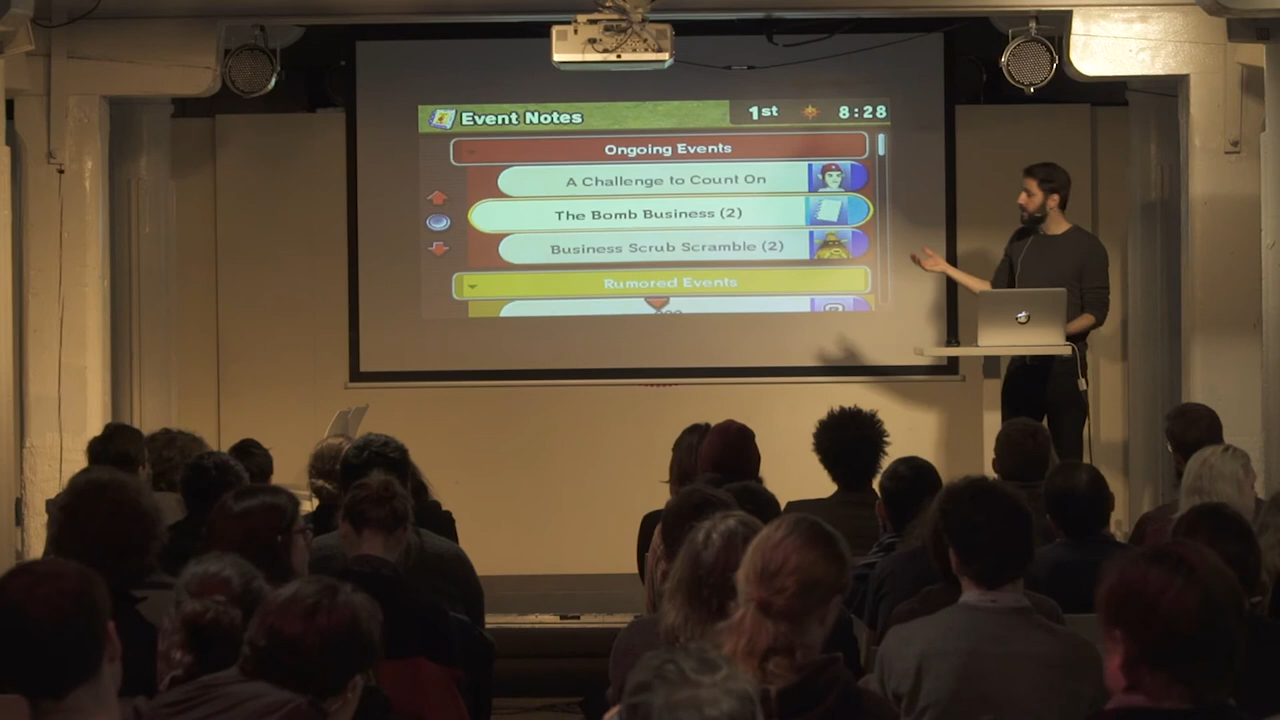 Event Notes
1st 8:28
Ongoing Events
A Challenge to Count On
The Bomb Business (2)
Business Scrub Scramble (2)
Rumored Events